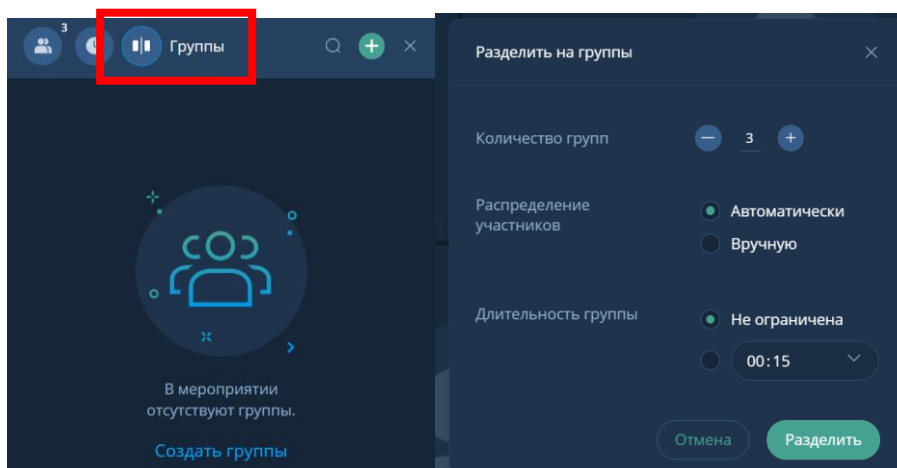 3
Группы
В мероприятии
отсутствуют группы.
Создать группы
Разделить на группы
Количество групп
3
Распределение
участников
Автоматически
Вручную
Длительность группы
Не ограничена
00:15
Отмена
Разделить